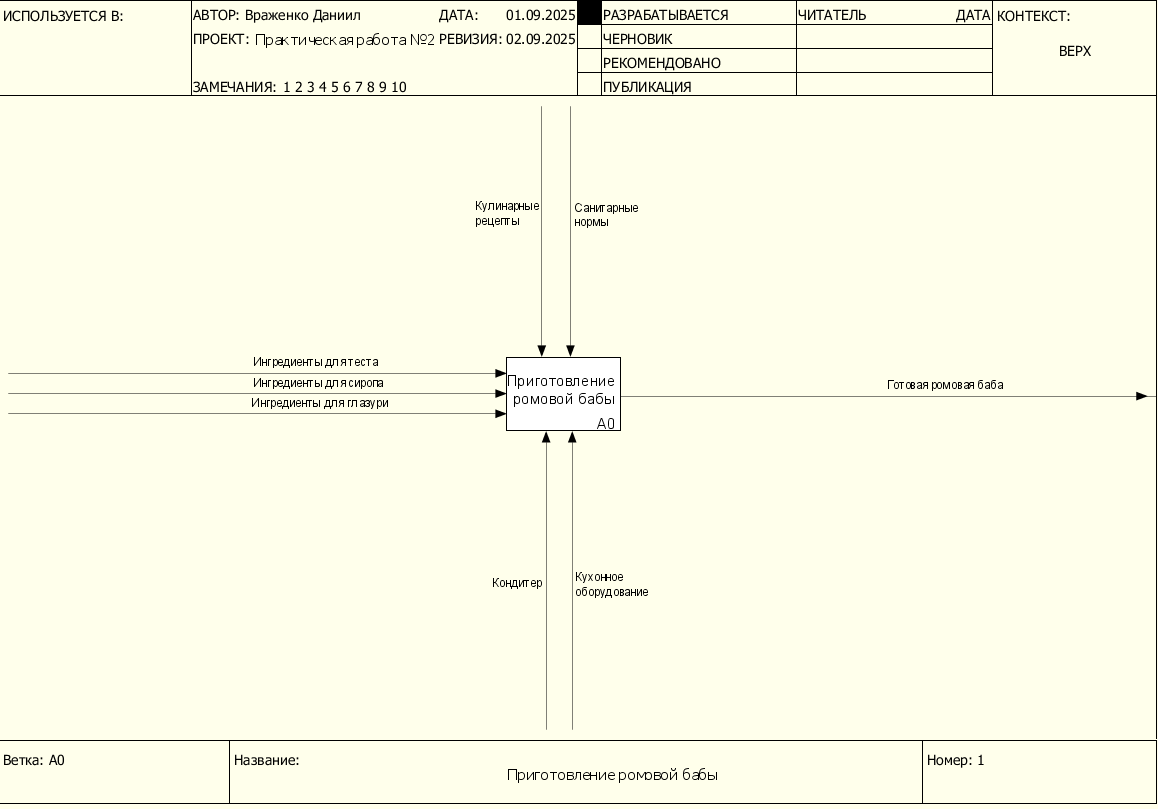 ИСПОЛЬЗУЕТСЯ В:
АВТОР: Враженко Даниил
ДАТА: 01.09.2025
ПРОЕКТ: Практическая работа №2
РЕВИЗИЯ: 02.09.2025
ЗАМЕЧАНИЯ: 1 2 3 4 5 6 7 8 9 10
РАЗРАБАТЫВАЕТСЯ
ЧЕРНОВИК
РЕКОМЕНДОВАНО
ПУБЛИКАЦИЯ
ЧИТАТЕЛЬ
ДАТА
КОНТЕКСТ:
ВЕРХ
Кулинарные
рецепты
Санитарные
нормы
Ингредиенты для теста
Ингредиенты для сиропа
Ингредиенты для глазури
Приготовление
ромовой бабы
A0
Готовая ромовая баба
Кондитер
Кухонное
оборудование
Ветка: A0
Название:
Приготовление ромовой бабы
Номер: 1